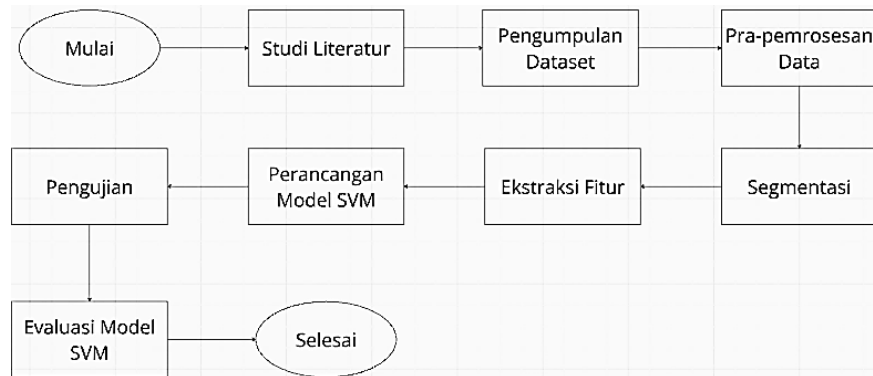 Mulai
Studi Literatur
Pengumpulan
Dataset
Pra-pemrosesan
Data
Segmentasi
Ekstraksi Fitur
Perancangan
Model SVM
Pengujian
Evaluasi Model
SVM
Selesai